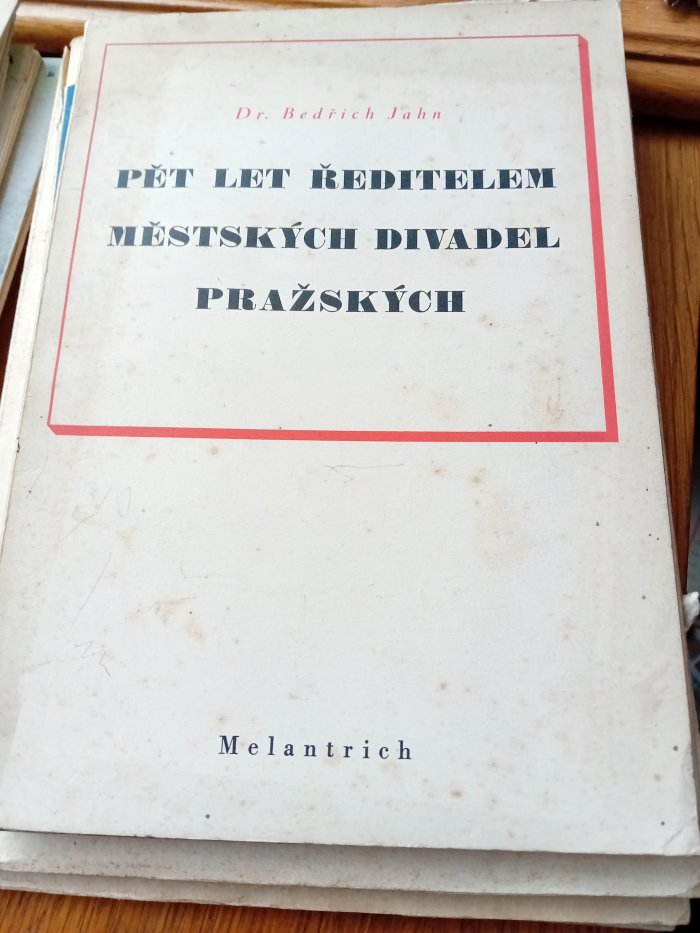 Dr. Bedřich Jahn
PĚT LET ŘEDITELEM
MĚSTSKÝCH DIVADEL
PRAŽSKÝCH
Melantrich